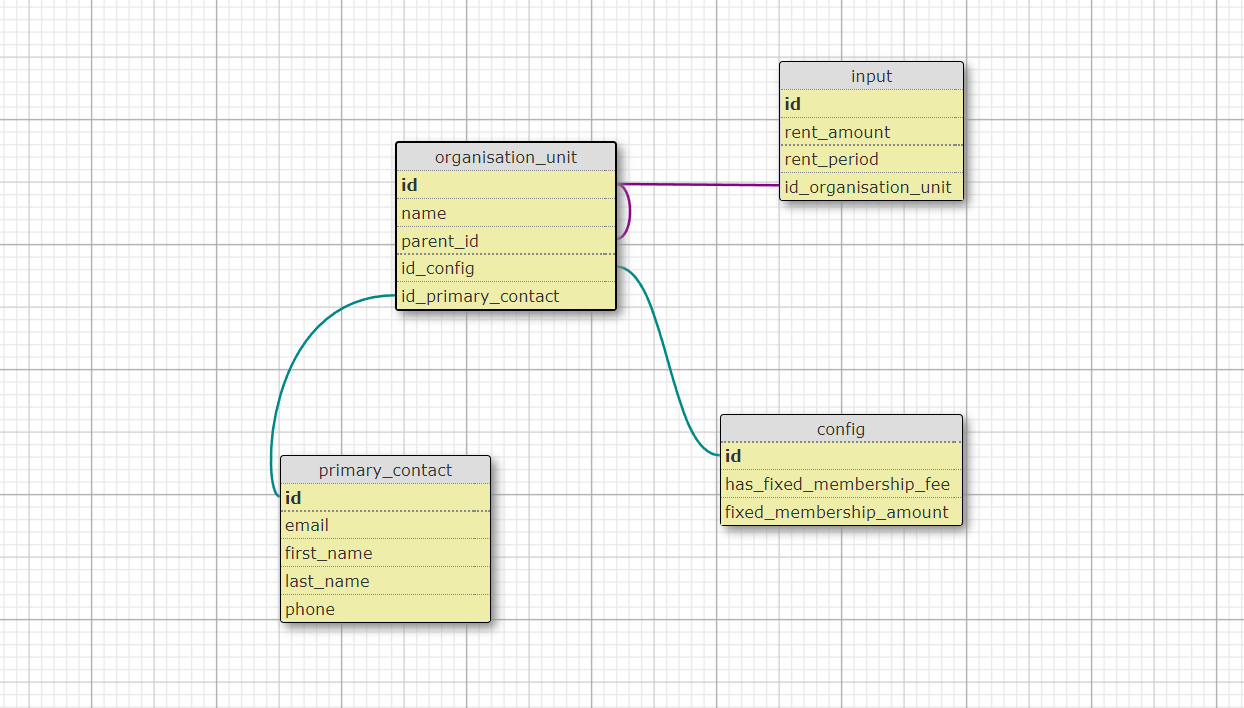 input
id
rent_amount
rent_period
id_organisation_unit
organisation_unit
id
name
parent_id
id_config
id_primary_contact
config
id
has_fixed_membership_fee
fixed_membership_amount
primary_contact
id
email
first_name
last_name
phone